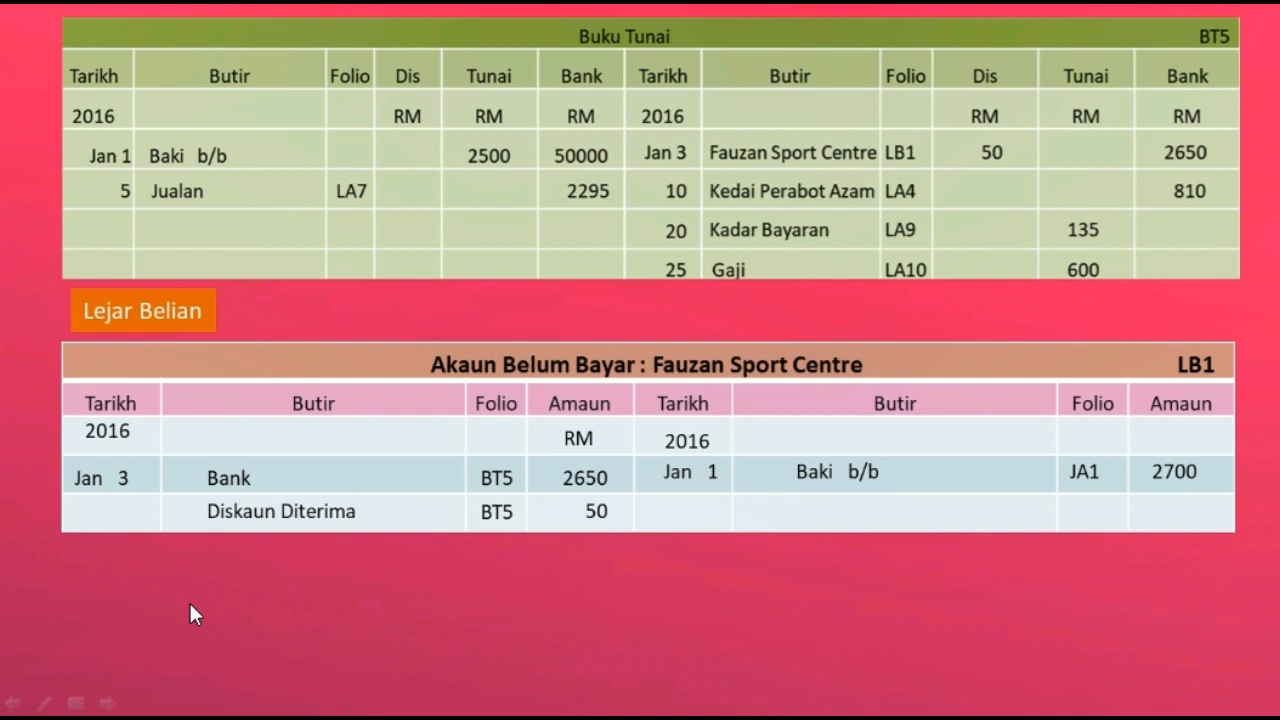 Buku Tunai BT5
Tarikh Butir Folio Dis Tunai Bank Tarikh Butir Folio Dis Tunai Bank
2016 RM RM RM 2016 RM RM RM
Jan 1 Baki b/b 2500 50000 Jan 3 Fauzan Sport Centre LB1 50 2650
5 Jualan LA7 2295 10 Kedai Perabot Azam LA4 810
20 Kadar Bayaran LA9 135
25 Gaji LA10 600
Lejar Belian
Akaun Belum Bayar : Fauzan Sport Centre LB1
Tarikh Butir Folio Amaun Tarikh Butir Folio Amaun
2016 RM 2016
Jan 3 Bank BT5 2650 Jan 1 Baki b/b JA1 2700
Diskaun Diterima BT5 50